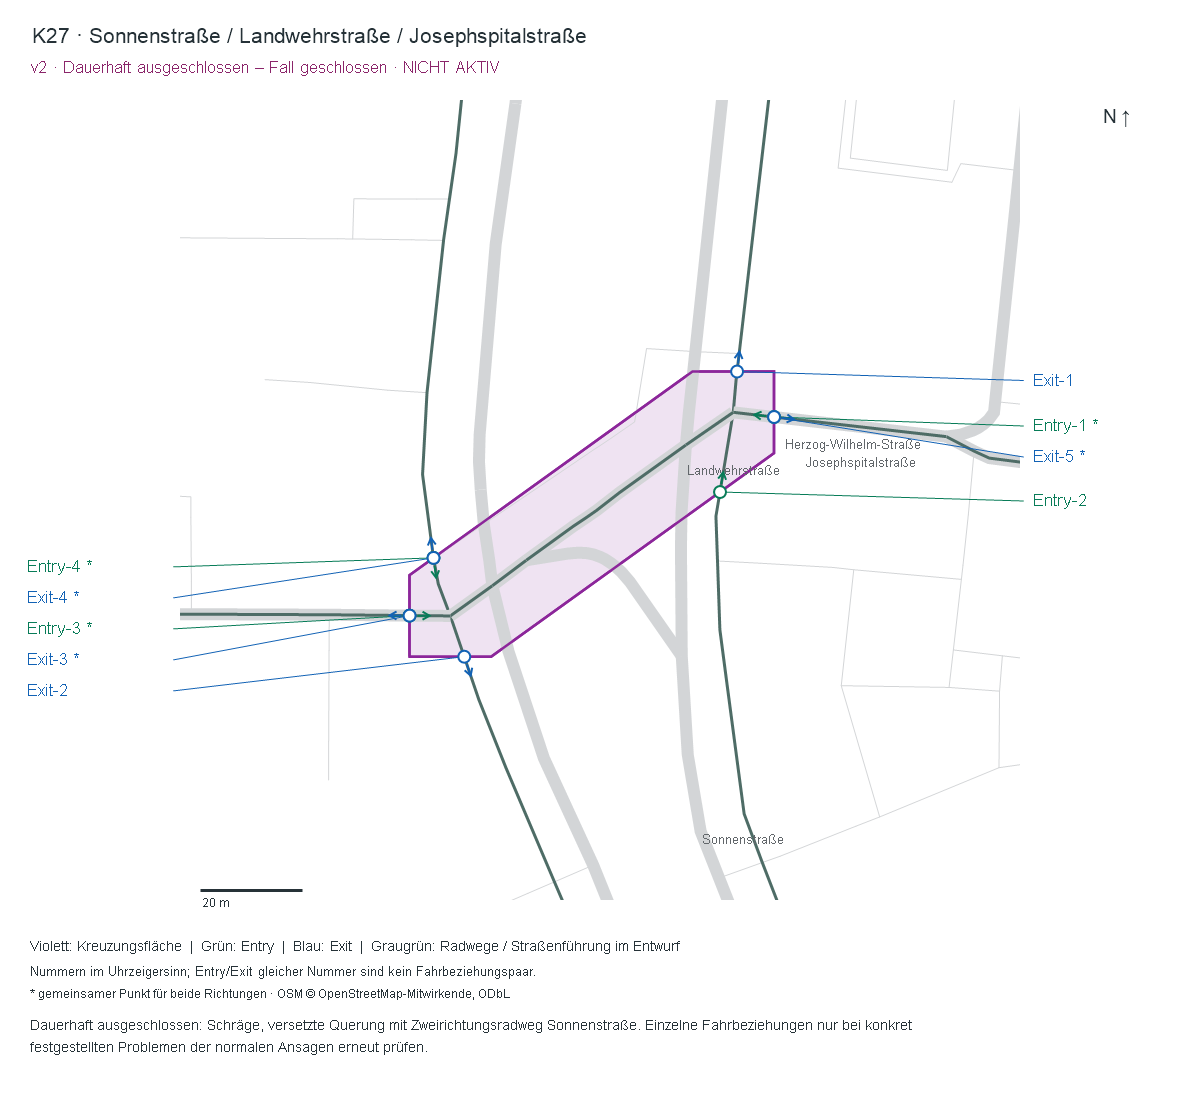 K27 · Sonnenstraße / Landwehrstraße / Josephspitalstraße
v2 · Dauerhaft ausgeschlossen – Fall geschlossen · NICHT AKTIV
N ↑
Exit-1
Entry-1 *
Herzog-Wilhelm-Straße
Exit-5 *
Josephspitalstraße
Landwehrstraße
Entry-2
Entry-4 *
Exit-4 *
Entry-3 *
Exit-3 *
Exit-2
Sonnenstraße
20 m
Violett: Kreuzungsfläche | Grün: Entry | Blau: Exit | Graugrün: Radwege / Straßenführung im Entwurf
Nummern im Uhrzeigersinn; Entry/Exit gleicher Nummer sind kein Fahrbeziehungspaar.
* gemeinsamer Punkt für beide Richtungen · OSM © OpenStreetMap-Mitwirkende, ODbL
Dauerhaft ausgeschlossen: Schräge, versetzte Querung mit Zweirichtungsradweg Sonnenstraße. Einzelne Fahrbeziehungen nur bei konkret
festgestellten Problemen der normalen Ansagen erneut prüfen.